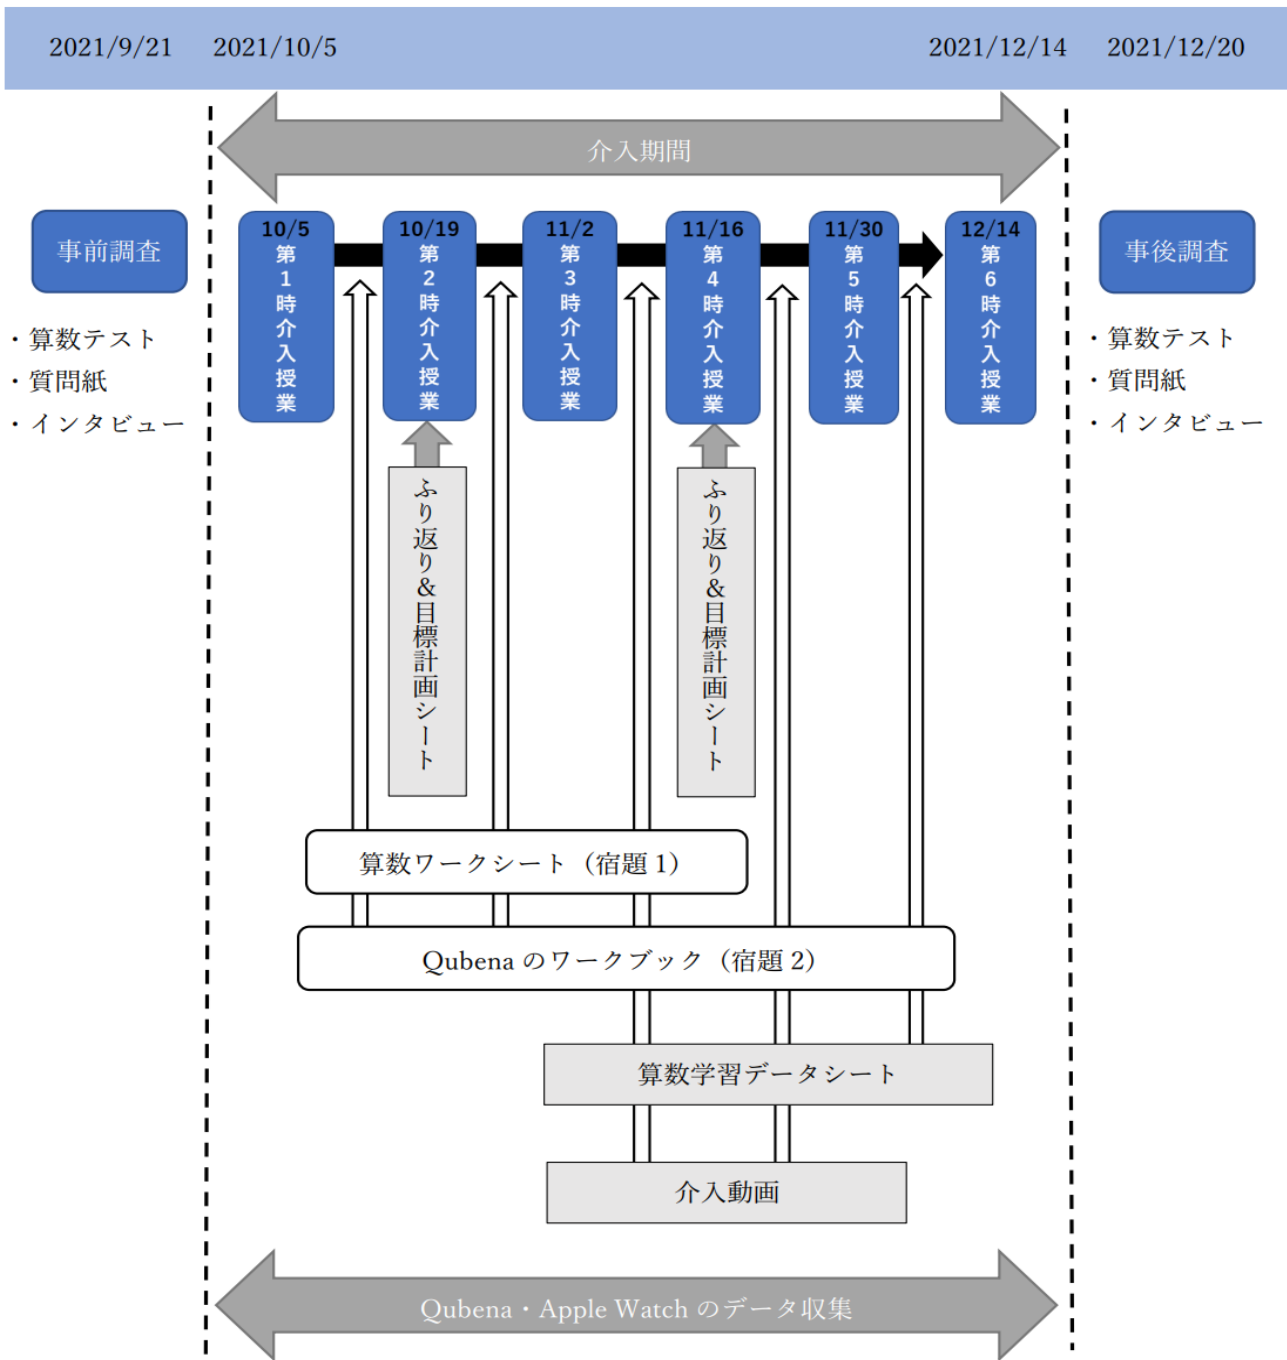 2021/9/21
2021/10/5
2021/12/14
2021/12/20
介入期間
事前調査
・算数テスト
・質問紙
・インタビュー
10/5
第1時介入授業
10/19
第2時介入授業
11/2
第3時介入授業
11/16
第4時介入授業
11/30
第5時介入授業
12/14
第6時介入授業
事後調査
・算数テスト
・質問紙
・インタビュー
ふり返り&目標計画シート
ふり返り&目標計画シート
算数ワークシート（宿題 1）
Qubena のワークブック（宿題 2）
算数学習データシート
介入動画
Qubena・Apple Watch のデータ収集